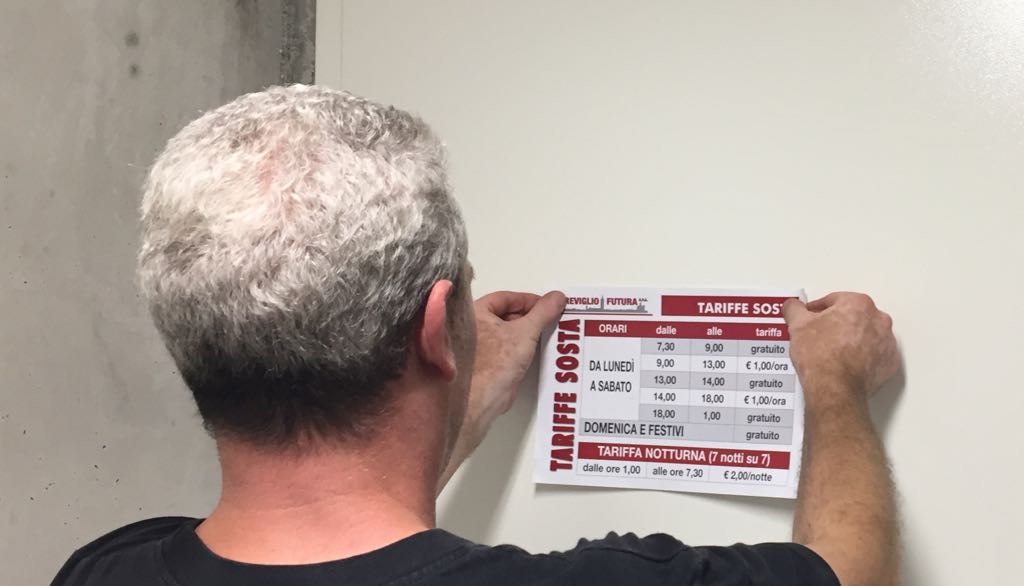 REVIGLIO FUTURA S.P.A.
TARIFFE SOST
TARIFFE SOSTA
ORARI dalle alle tariffa
DA LUNEDÌ A SABATO
7,30 9,00 gratuito
9,00 13,00 € 1,00/ora
13,00 14,00 gratuito
14,00 18,00 € 1,00/ora
18,00 1,00 gratuito
DOMENICA E FESTIVI gratuito
TARIFFA NOTTURNA (7 notti su 7)
dalle ore 1,00 alle ore 7,30 € 2,00/notte